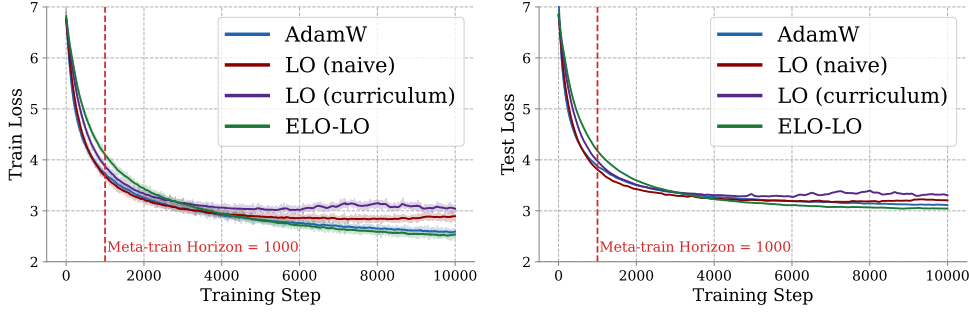 Train Loss
7
6
5
4
3
2
AdamW
LO (naive)
LO (curriculum)
ELO-LO
Meta-train Horizon = 1000
0 2000 4000 6000 8000 10000
Training Step
Test Loss
7
6
5
4
3
2
AdamW
LO (naive)
LO (curriculum)
ELO-LO
Meta-train Horizon = 1000
0 2000 4000 6000 8000 10000
Training Step